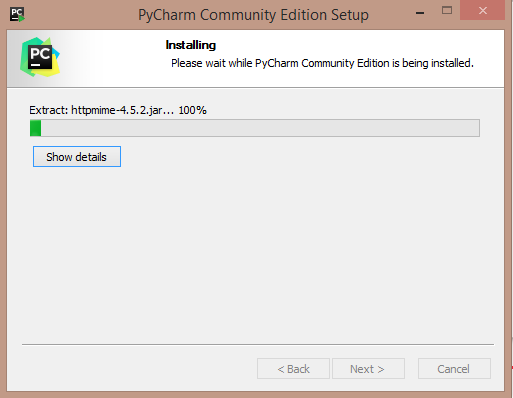 PyCharm Community Edition Setup
PC
Installing
Please wait while PyCharm Community Edition is being installed.
Extract: httpmime-4.5.2.jar... 100%
Show details
< Back
Next >
Cancel